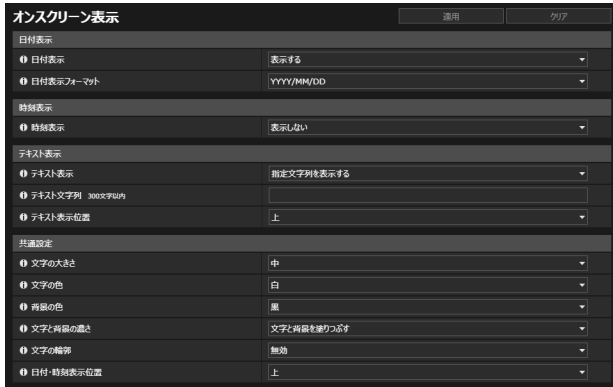 オンスクリーン表示 適用 クリア
日付表示
日付表示 表示する
日付表示フォーマット YYYY/MM/DD
時刻表示
時刻表示 表示しない
テキスト表示
テキスト表示 指定文字列を表示する
テキスト文字列 300文字以内
テキスト表示位置 上
共通設定
文字の大きさ 中
文字の色 白
背景の色 黒
文字と背景の濃さ 文字と背景を塗りつぶす
文字の輪郭 無効
日付・時刻表示位置 上